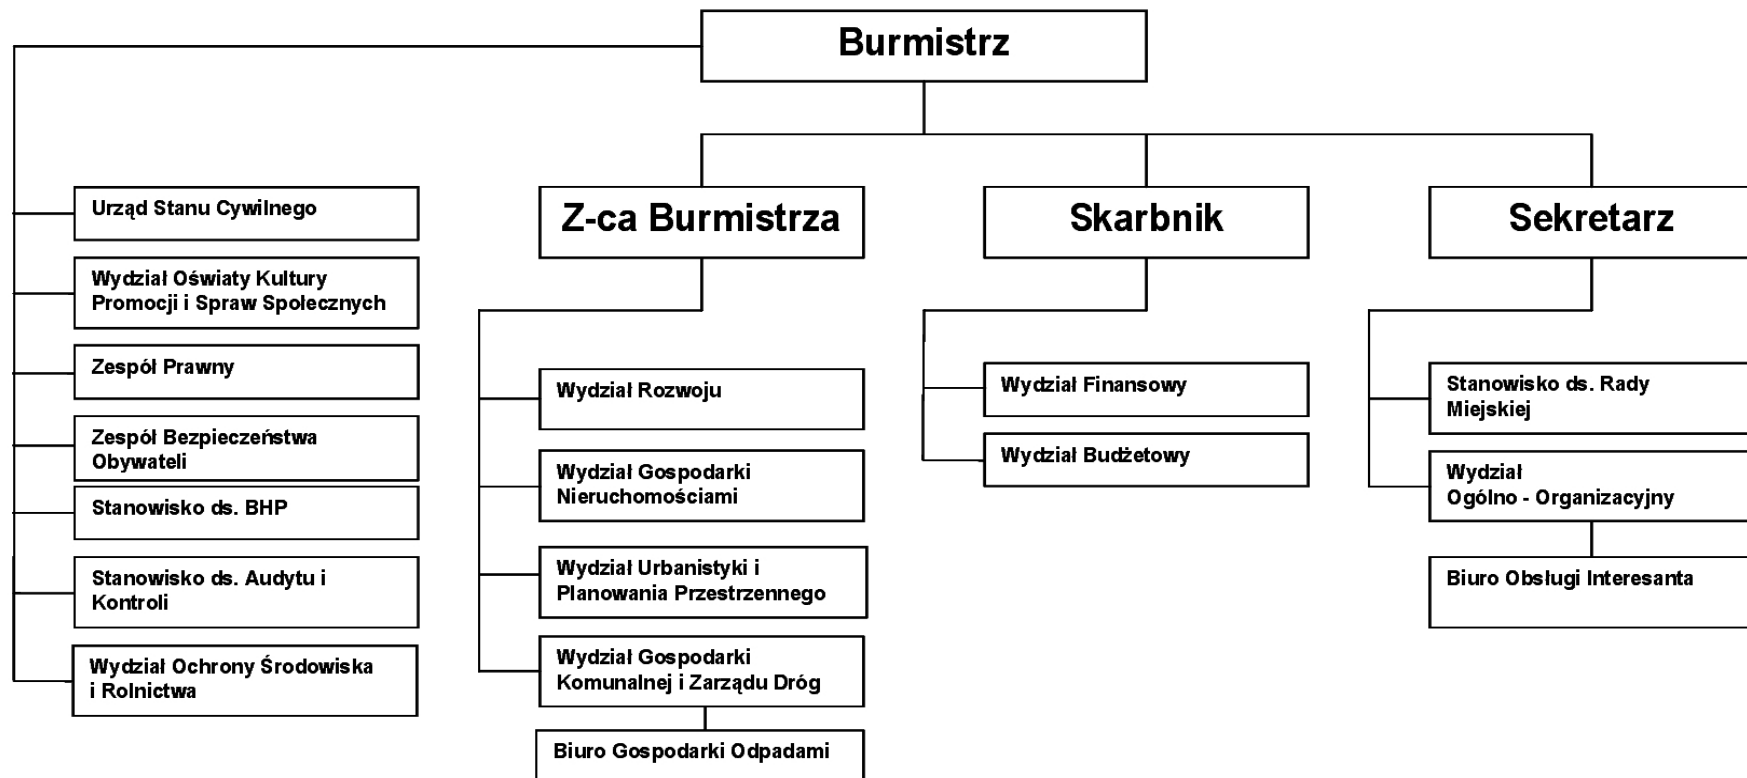 Burmistrz
Urząd Stanu Cywilnego
Wydział Oświaty Kultury
Promocji i Spraw Społecznych
Zespół Prawny
Zespół Bezpieczeństwa
Obywateli
Stanowisko ds. BHP
Stanowisko ds. Audytu i
Kontroli
Wydział Ochrony Środowiska
i Rolnictwa
Z-ca Burmistrza
Wydział Rozwoju
Wydział Gospodarki
Nieruchomościami
Wydział Urbanistyki i
Planowania Przestrzennego
Wydział Gospodarki
Komunalnej i Zarządu Dróg
Biuro Gospodarki Odpadami
Skarbnik
Wydział Finansowy
Wydział Budżetowy
Sekretarz
Stanowisko ds. Rady
Miejskiej
Wydział
Ogólno - Organizacyjny
Biuro Obsługi Interesanta